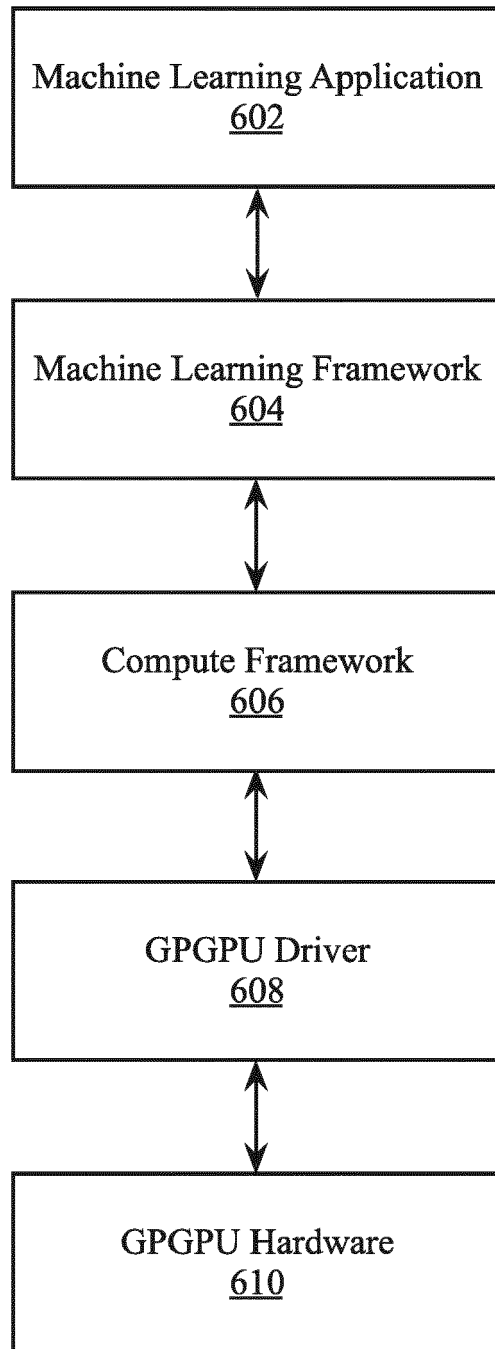 Machine Learning Application
602
Machine Learning Framework
604
Compute Framework
606
GPGPU Driver
608
GPGPU Hardware
610